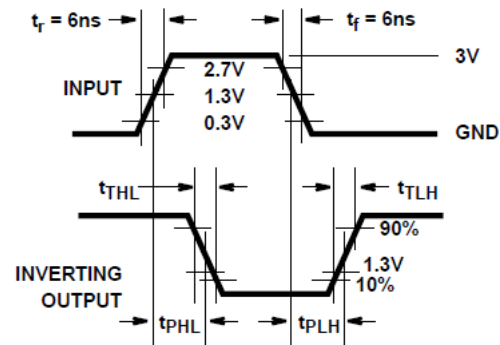 tr = 6ns
tf = 6ns
3V
2.7V
INPUT
1.3V
0.3V
GND
tTHL
tTLH
90%
1.3V
INVERTING
OUTPUT
10%
tPHL
tPLH